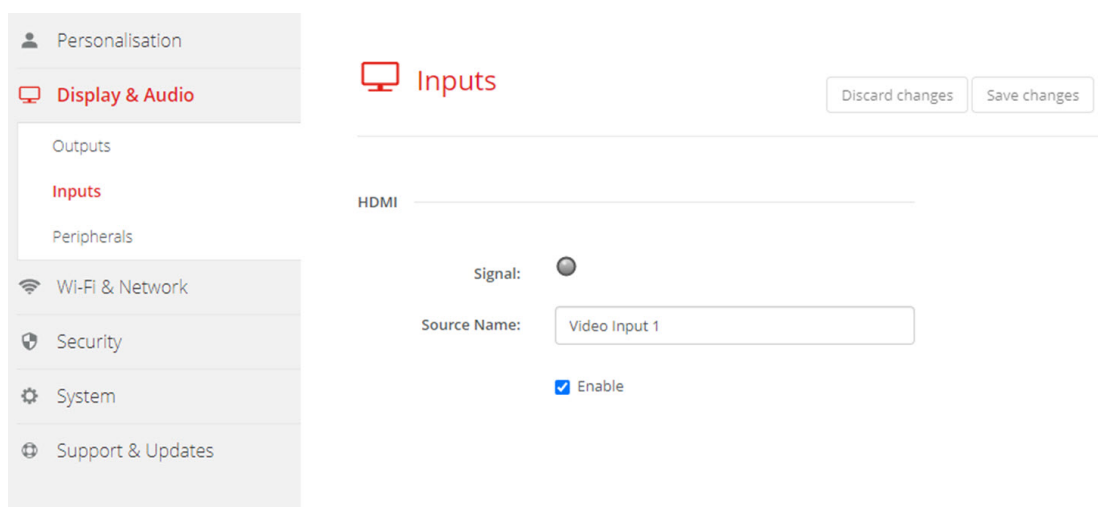 Personalisation
Display & Audio
Outputs
Inputs
Peripherals
Wi-Fi & Network
Security
System
Support & Updates
Inputs
Discard changes
Save changes
HDMI
Signal:
Source Name:
Video Input 1
Enable